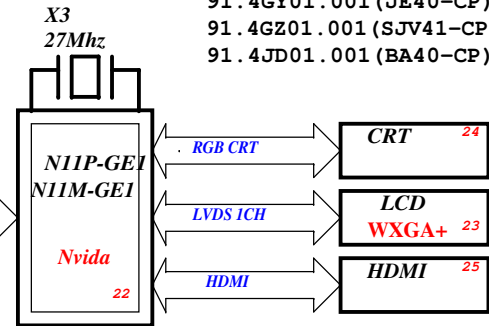 91.4GY01.001(JE40-CP)
X3
27Mhz
91.4GZ01.001(SJV41-CP
91.4JD01.001(BA40-CP)
RGB CRT
CRT 24
N11P-GE1
N11M-GE1
LVDS 1CH
LCD
WXGA+ 23
Nvida
HDMI
HDMI 25
22